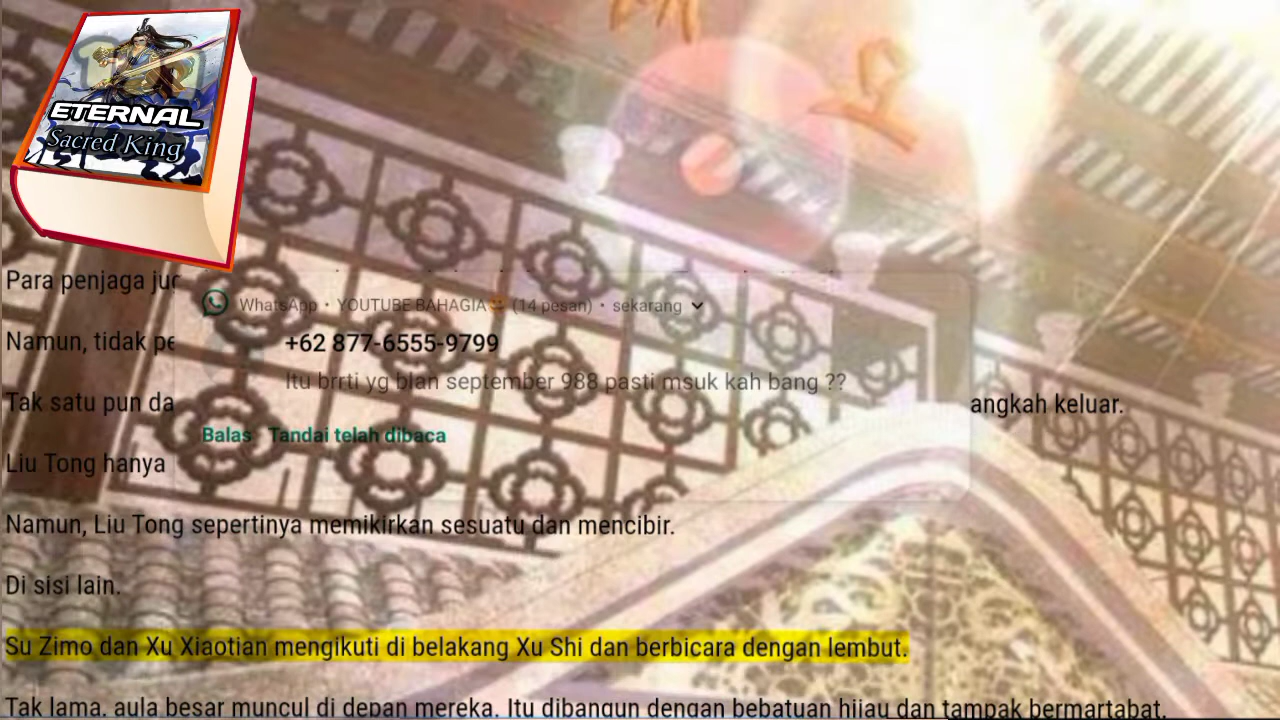 ETERNAL
Sacred King
Para penjaga
WhatsApp • YOUTUBE BAHAGIA (14 pesan) • sekarang
Namun, tidak
+62 877-6555-9799
Itu brrti yg blan september 988 pasti msuk kah bang ??
Tak satu pun angkah keluar.
Balas Tandai telah dibaca
Liu Tong hanya
Namun, Liu Tong sepertinya memikirkan sesuatu dan mencibir.
Di sisi lain.
Su Zimo dan Xu Xiaotian mengikuti di belakang Xu Shi dan berbicara dengan lembut.
Tak lama, aula besar muncul di depan mereka. Itu dibangun dengan bebatuan hijau dan tampak bermartabat.